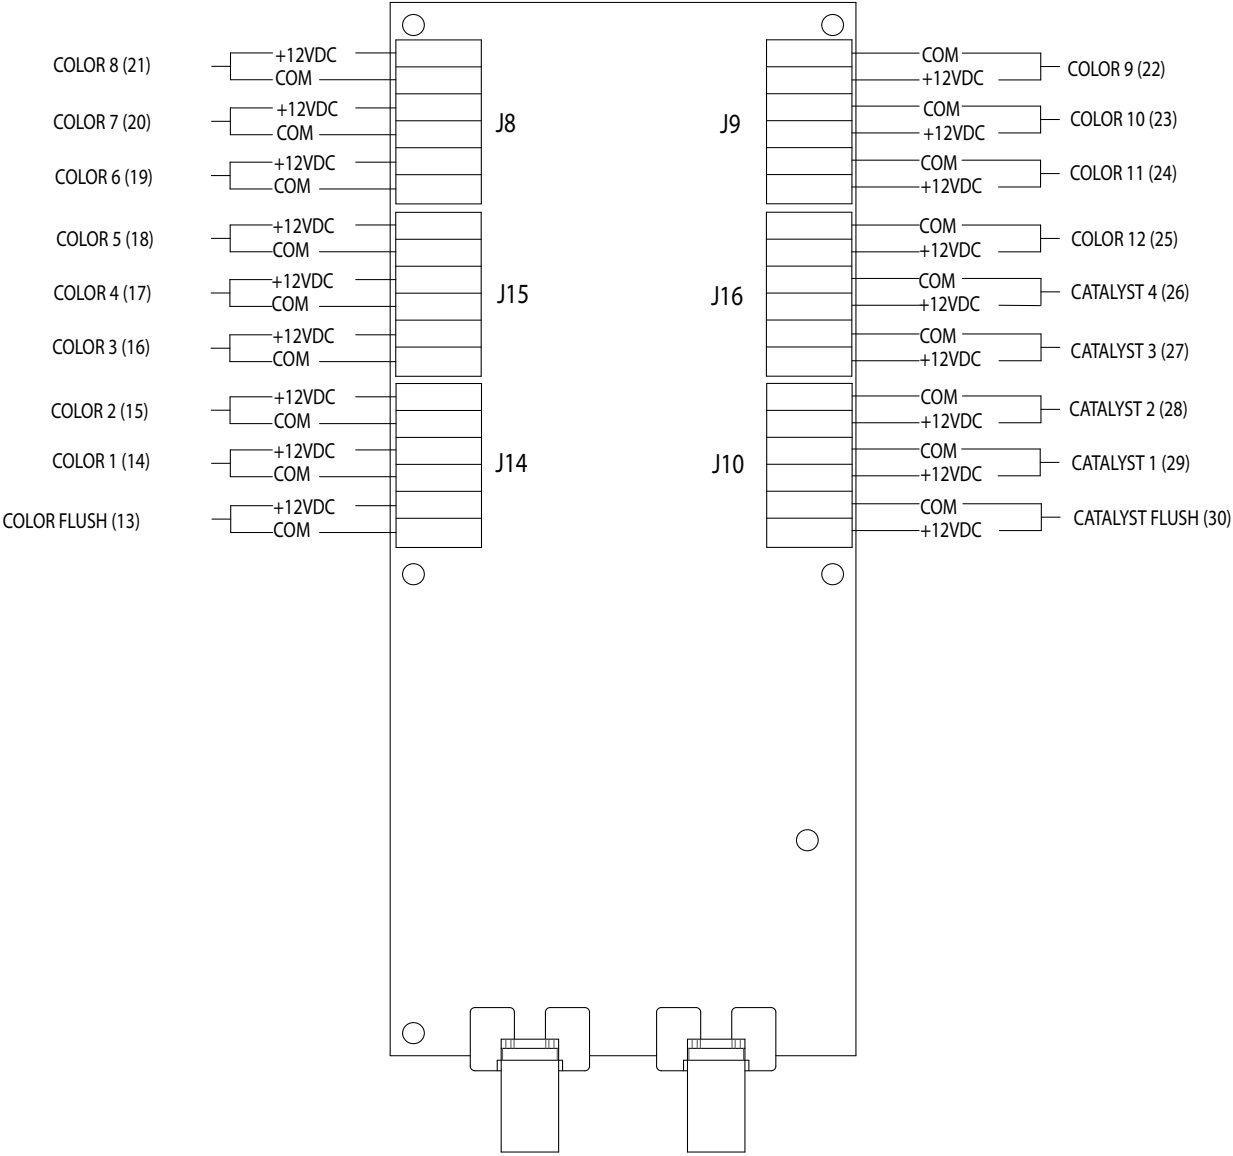 COLOR 8 (21)
+12VDC
COM
COLOR 7 (20)
+12VDC
COM
COLOR 6 (19)
+12VDC
COM
J8
COLOR 5 (18)
+12VDC
COM
COLOR 4 (17)
+12VDC
COM
COLOR 3 (16)
+12VDC
COM
J15
COLOR 2 (15)
+12VDC
COM
COLOR 1 (14)
+12VDC
COM
COLOR FLUSH (13)
+12VDC
COM
J14
J9
COM
+12VDC
COLOR 9 (22)
COM
+12VDC
COLOR 10 (23)
COM
+12VDC
COLOR 11 (24)
J16
COM
+12VDC
COLOR 12 (25)
COM
+12VDC
CATALYST 4 (26)
COM
+12VDC
CATALYST 3 (27)
J10
COM
+12VDC
CATALYST 2 (28)
COM
+12VDC
CATALYST 1 (29)
COM
+12VDC
CATALYST FLUSH (30)